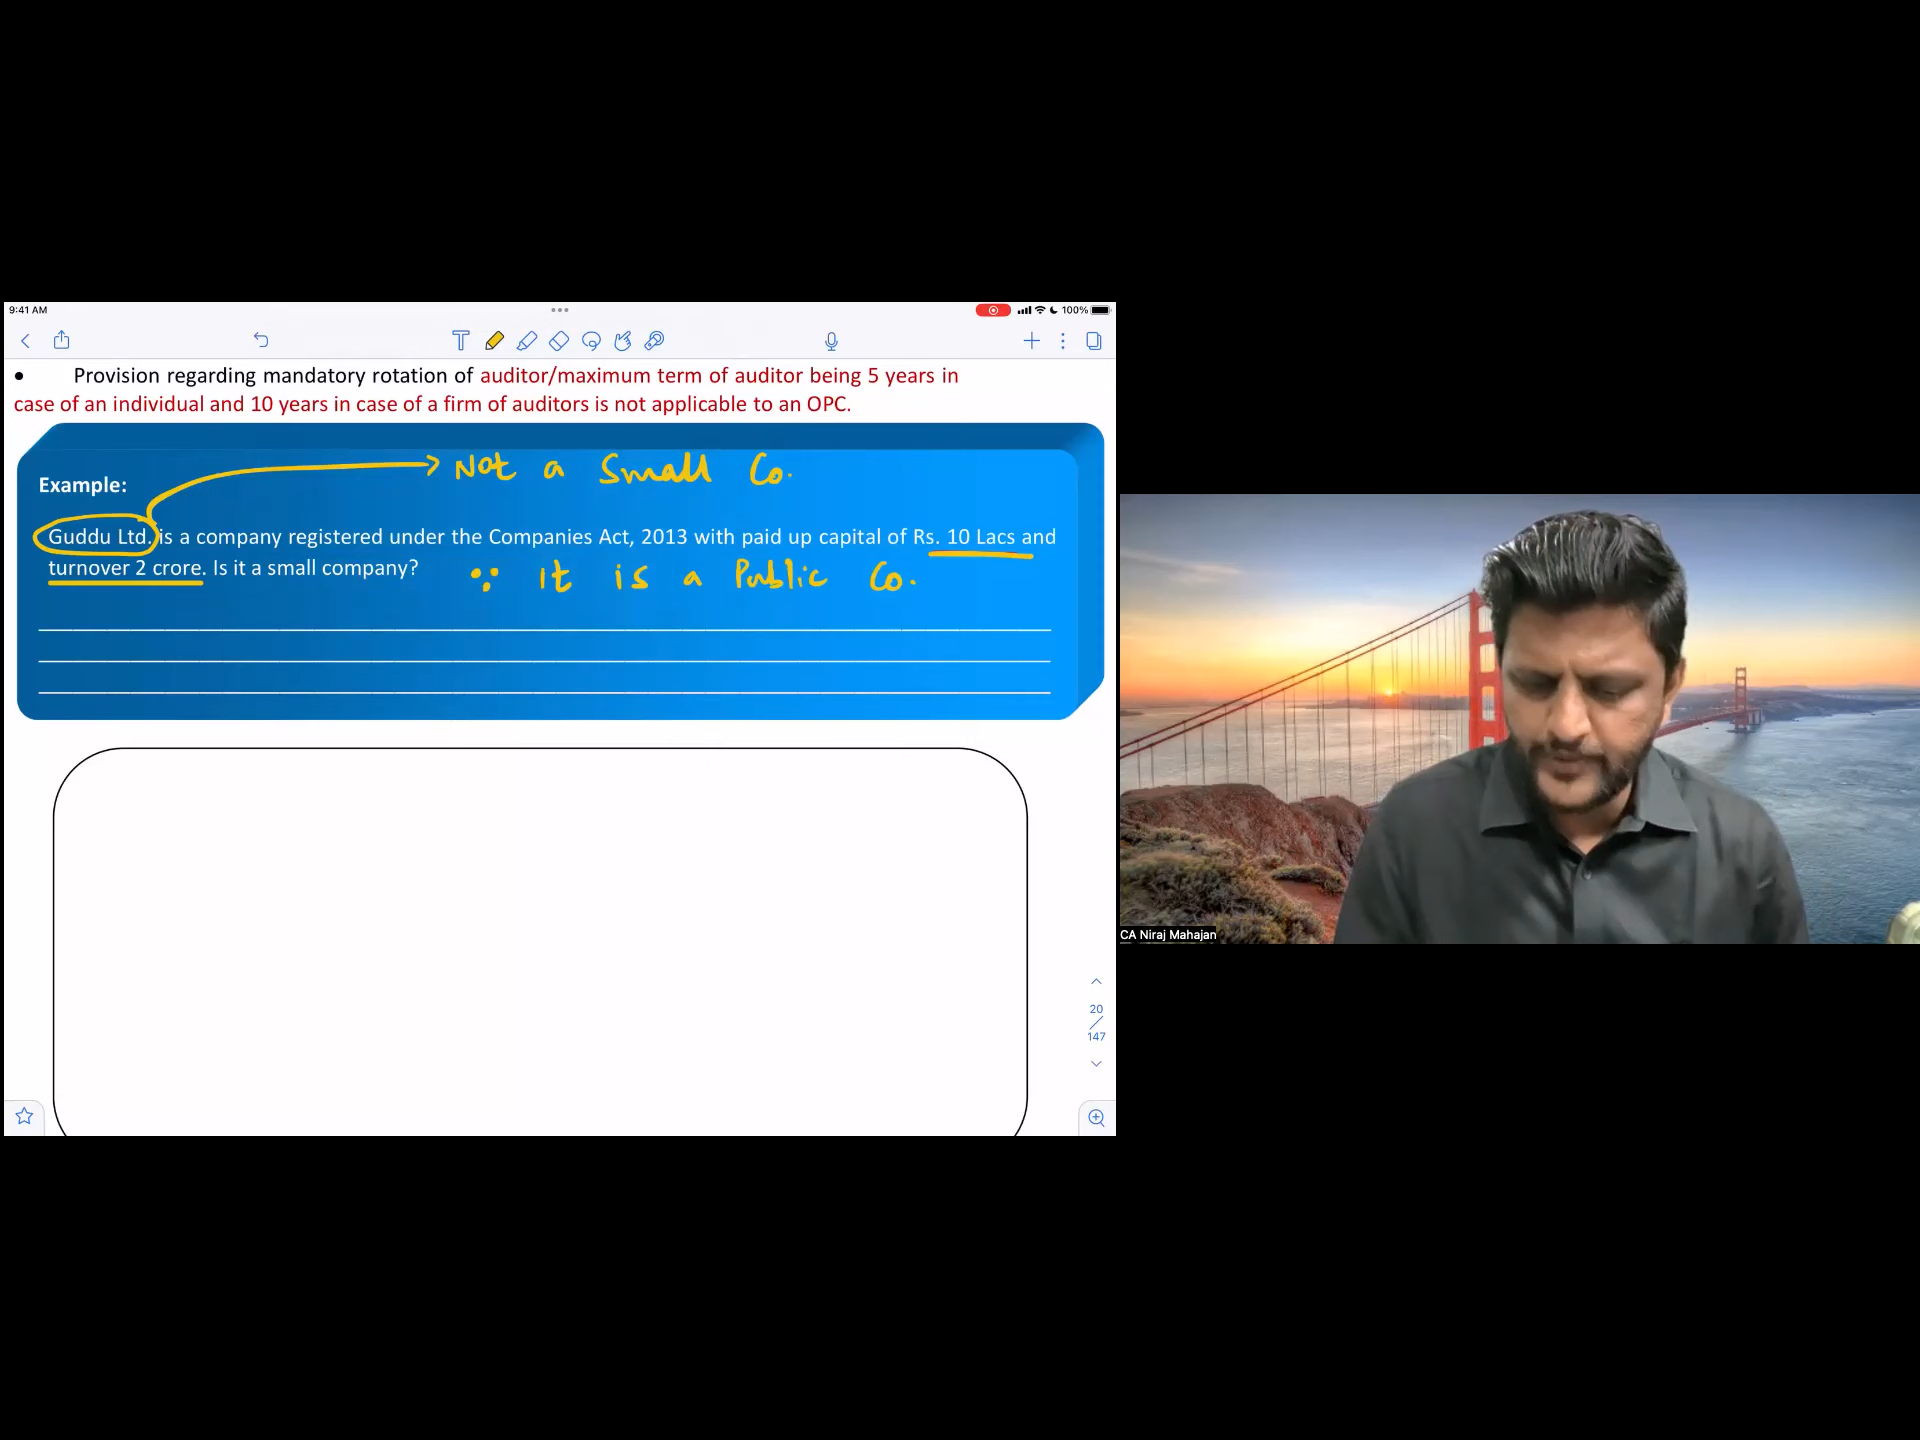 9:41 AM
100%
• Provision regarding mandatory rotation of auditor/maximum term of auditor being 5 years in
case of an individual and 10 years in case of a firm of auditors is not applicable to an OPC.
Not a Small Co.
Example:
Guddu Ltd. is a company registered under the Companies Act, 2013 with paid up capital of Rs. 10 Lacs and
turnover 2 crore. Is it a small company?
∵ It is a Public Co.
CA Niraj Mahajan
20
147